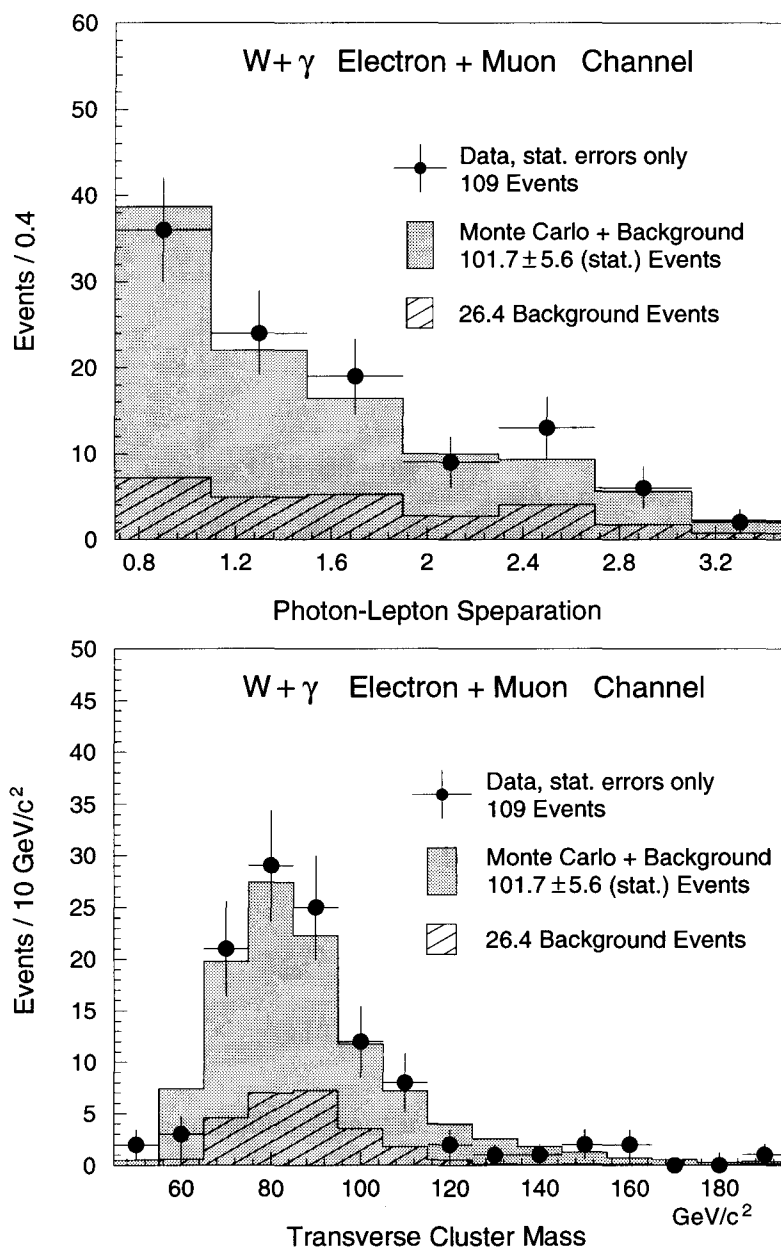 60
50
40
30
20
10
0
Events / 0.4
W+γ Electron + Muon Channel
Data, stat. errors only
109 Events
Monte Carlo + Background
101.7±5.6 (stat.) Events
26.4 Background Events
0.8 1.2 1.6 2 2.4 2.8 3.2
Photon-Lepton Speparation
50
45
40
35
30
25
20
15
10
5
0
Events / 10 GeV/c²
W+γ Electron + Muon Channel
Data, stat. errors only
109 Events
Monte Carlo + Background
101.7±5.6 (stat.) Events
26.4 Background Events
60 80 100 120 140 160 180
GeV/c²
Transverse Cluster Mass